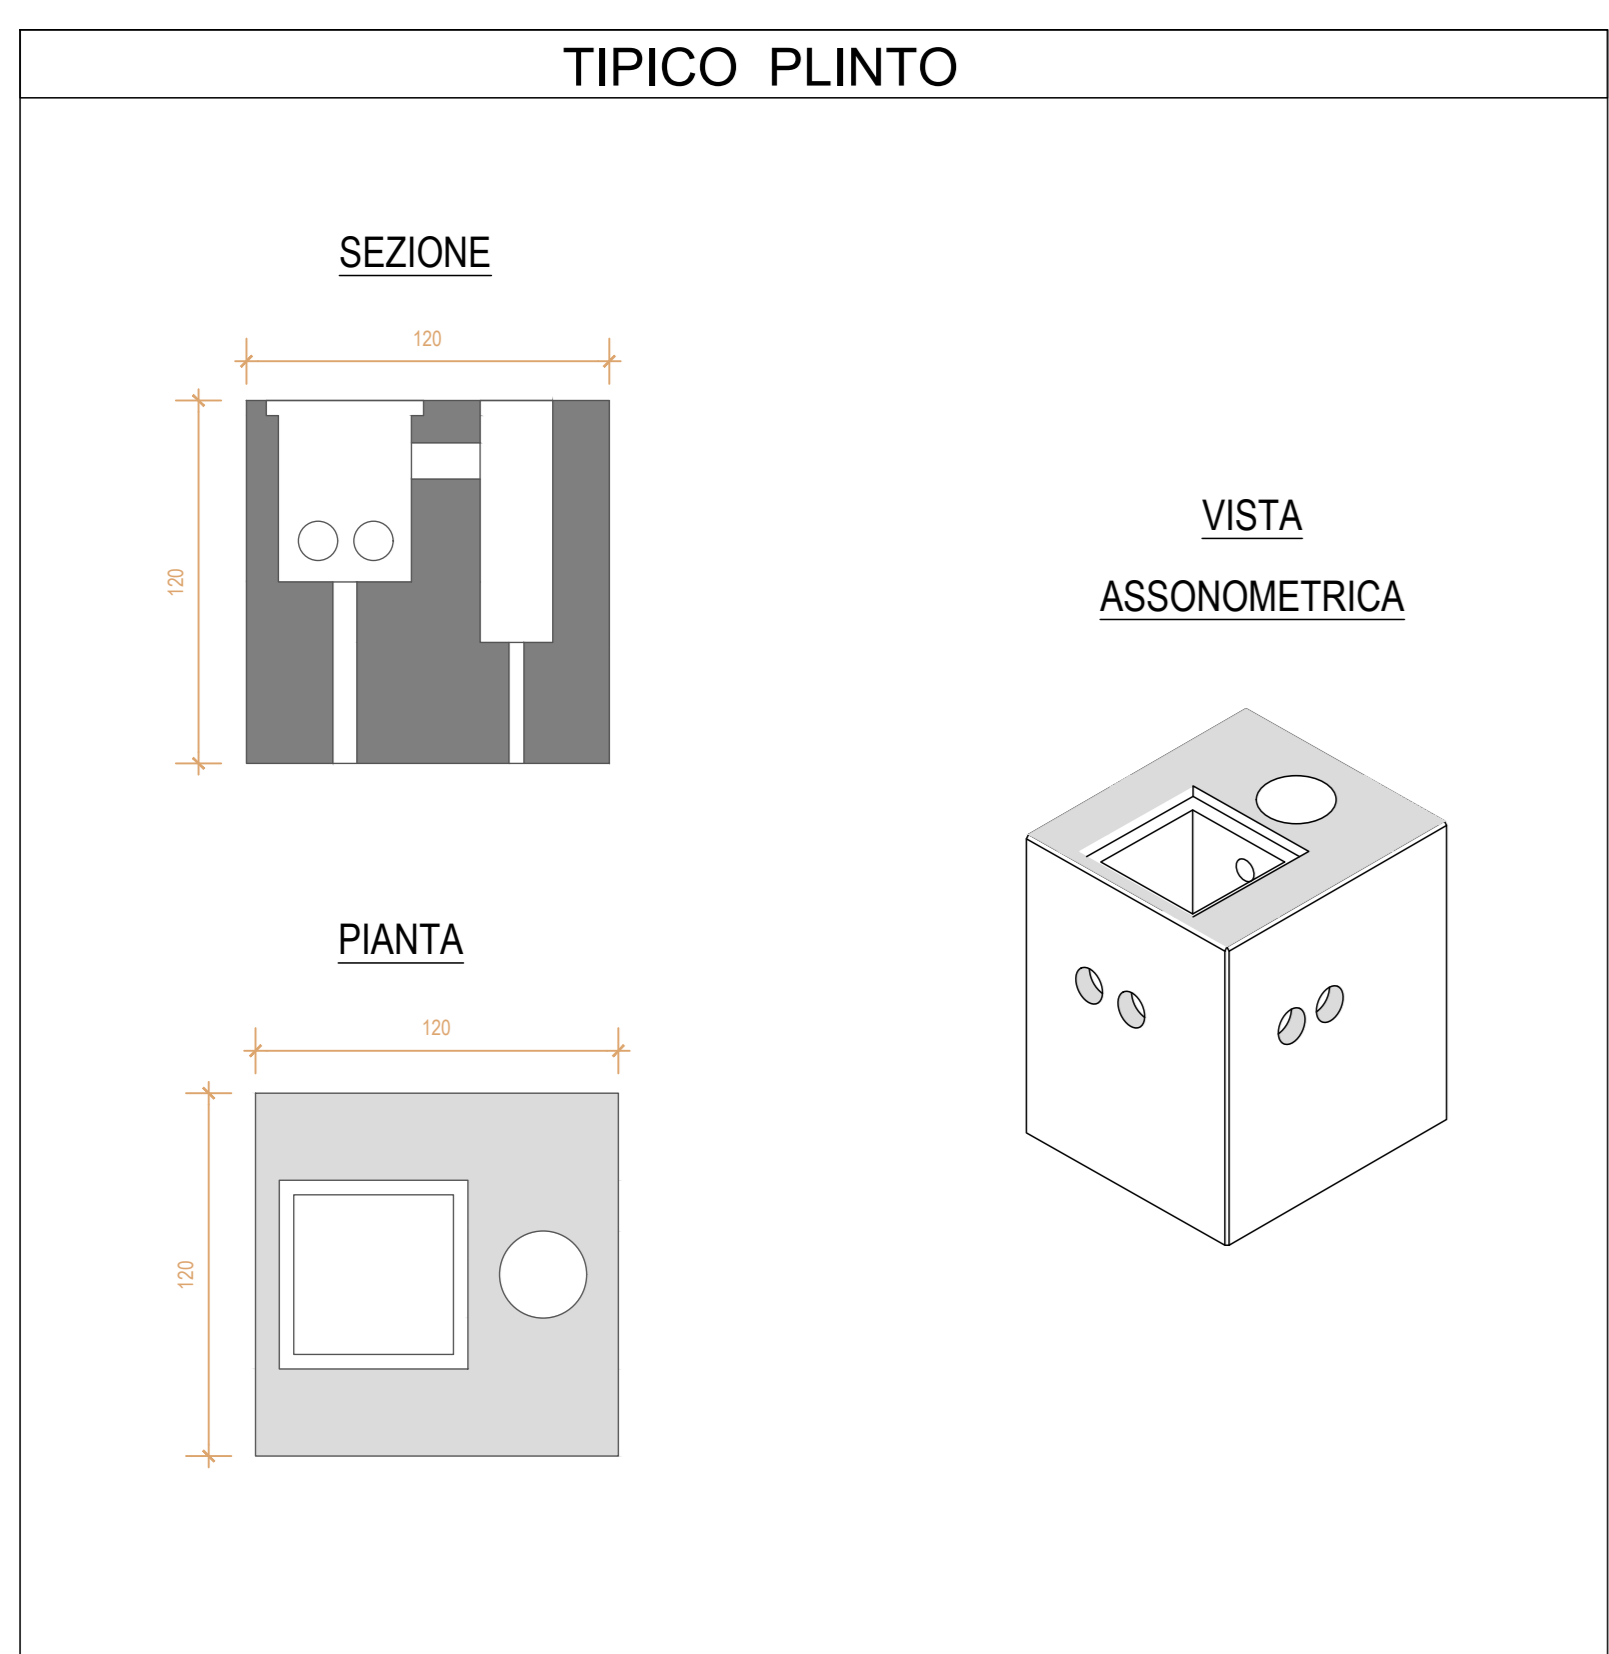 TIPICO PLINTO
SEZIONE
120
120
VISTA
ASSONOMETRICA
PIANTA
120
120